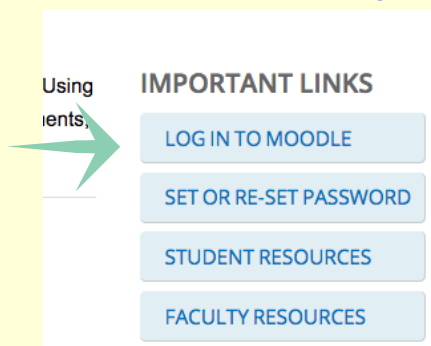 Using
IMPORTANT LINKS
LOG IN TO MOODLE
SET OR RE-SET PASSWORD
STUDENT RESOURCES
FACULTY RESOURCES